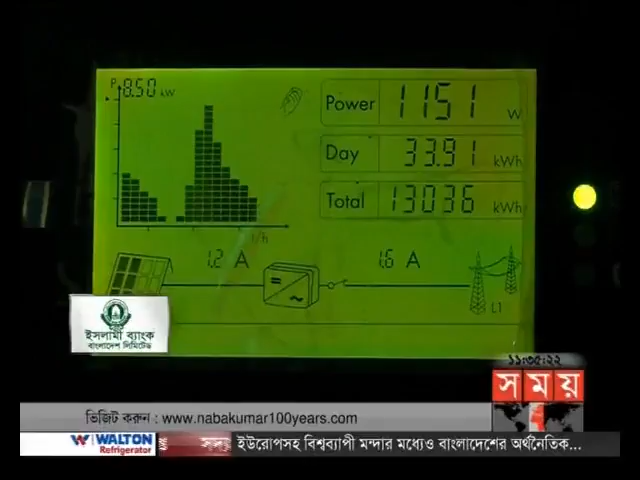 P 8.50 kW
Power 1151 W
Day 33.91 kWh
Total 13036 kWh
t/h
1.2 A
1.6 A
L1
ইসলামী ব্যাংক
বাংলাদেশ লিমিটেড
১১:৩৫:২২
সময়
ভিজিট করুন : www.nabakumar100years.com
WALTON
Refrigerator
ইউরোপসহ বিশ্বব্যাপী মন্দার মধ্যেও বাংলাদেশের অর্থনৈতিক...